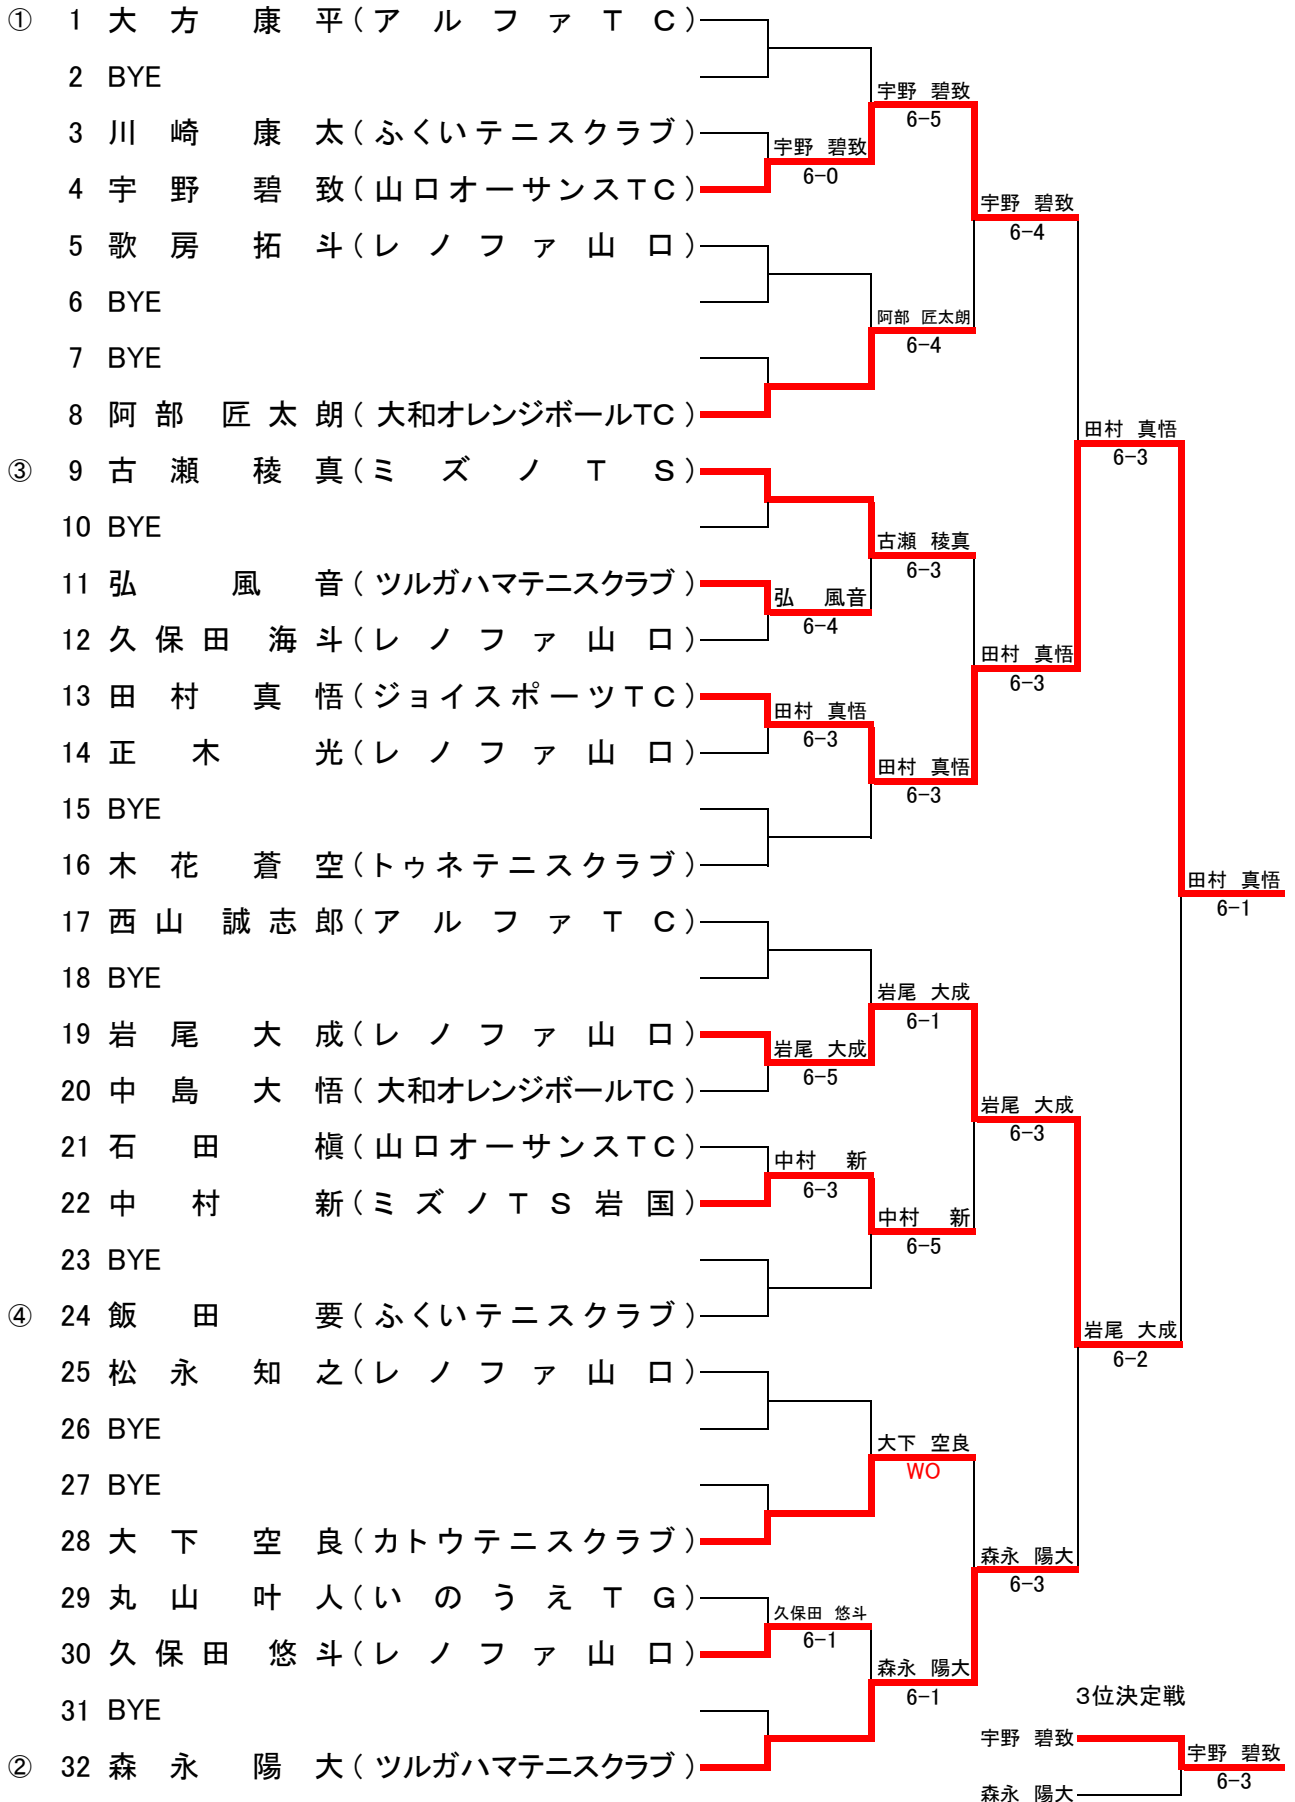 ① 1 大方 康平(アルファTC)
2 BYE
宇野 碧致
6-5
3 川崎 康太(ふくいテニスクラブ)
宇野 碧致
6-0
4 宇野 碧致(山口オーサンスTC)
宇野 碧致
6-4
5 歌房 拓斗(レノファ山口)
6 BYE
阿部 匠太朗
6-4
7 BYE
8 阿部 匠太朗(大和オレンジボールTC)
田村 真悟
6-3
③ 9 古瀬 稜真(ミズノTS)
10 BYE
古瀬 稜真
6-3
11 弘 風音(ツルガハマテニスクラブ)
弘 風音
6-4
12 久保田 海斗(レノファ山口)
田村 真悟
6-3
13 田村 真悟(ジョイスポーツTC)
田村 真悟
6-3
14 正木 光(レノファ山口)
田村 真悟
6-3
15 BYE
16 木花 蒼空(トゥネテニスクラブ)
田村 真悟
6-1
17 西山 誠志郎(アルファTC)
18 BYE
岩尾 大成
6-1
19 岩尾 大成(レノファ山口)
岩尾 大成
6-5
20 中島 大悟(大和オレンジボールTC)
岩尾 大成
6-3
21 石田 槇(山口オーサンスTC)
中村 新
6-3
22 中村 新(ミズノTS岩国)
中村 新
6-5
23 BYE
④ 24 飯田 要(ふくいテニスクラブ)
岩尾 大成
6-2
25 松永 知之(レノファ山口)
26 BYE
大下 空良
WO
27 BYE
28 大下 空良(カトウテニスクラブ)
森永 陽大
6-3
29 丸山 叶人(いのうえTG)
久保田 悠斗
6-1
30 久保田 悠斗(レノファ山口)
森永 陽大
6-1
31 BYE
② 32 森永 陽大(ツルガハマテニスクラブ)
3位決定戦
宇野 碧致
宇野 碧致
6-3
森永 陽大